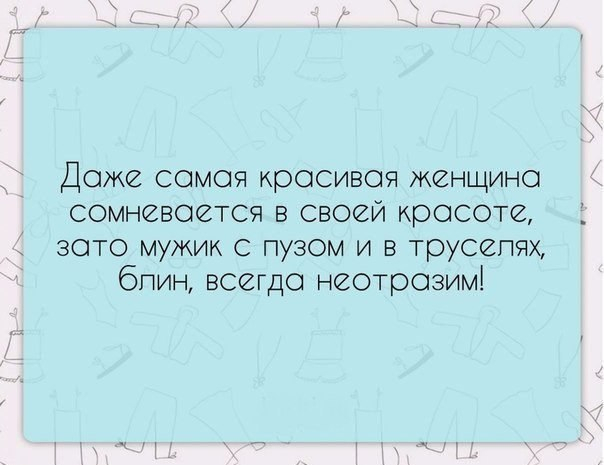 Даже самая красивая женщина
сомневается в своей красоте,
зато мужик с пузом и в труселях,
блин, всегда неотразим!